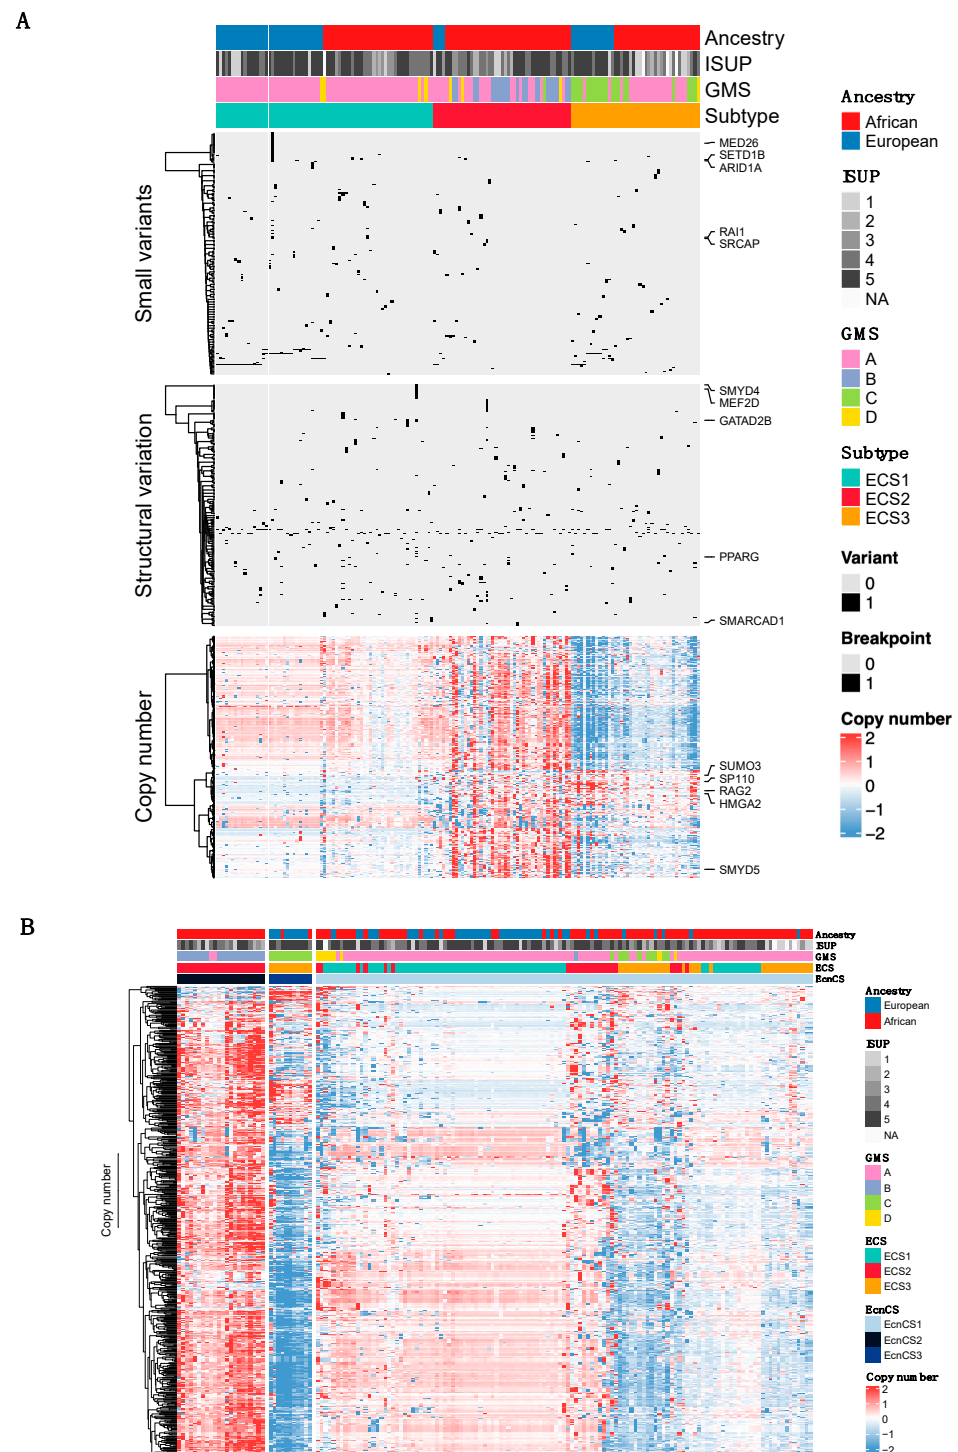 A
Ancestry
ISUP
GMS
Subtype
Small variants
MED26
SETD1B
ARID1A
RAI1
SRCAP
Structural variation
SMYD4
MEF2D
GATAD2B
PPARG
SMARCAD1
Copy number
SUMO3
SP110
RAG2
HMGA2
SMYD5
Ancestry
African
European
ISUP
1
2
3
4
5
NA
GMS
A
B
C
D
Subtype
ECS1
ECS2
ECS3
Variant
0
1
Breakpoint
0
1
Copy number
2
1
0
−1
−2
B
Ancestry
ISUP
GMS
ECS
EcnCS
Copy number
Ancestry
European
African
ISUP
1
2
3
4
5
NA
GMS
A
B
C
D
ECS
ECS1
ECS2
ECS3
EcnCS
EcnCS1
EcnCS2
EcnCS3
Copy number
2
1
0
−1
−2